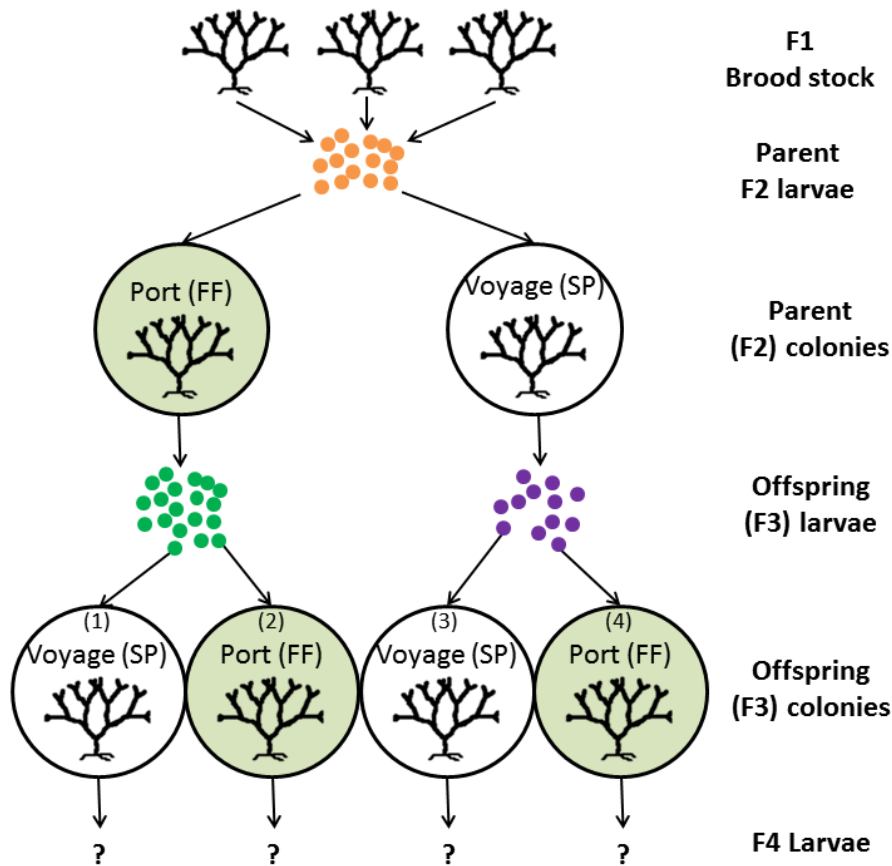 F1
Brood stock
Parent
F2 larvae
Port (FF)
Voyage (SP)
Parent
(F2) colonies
Offspring
(F3) larvae
(1)
Voyage (SP)
(2)
Port (FF)
(3)
Voyage (SP)
(4)
Port (FF)
Offspring
(F3) colonies
?
?
?
?
F4 Larvae